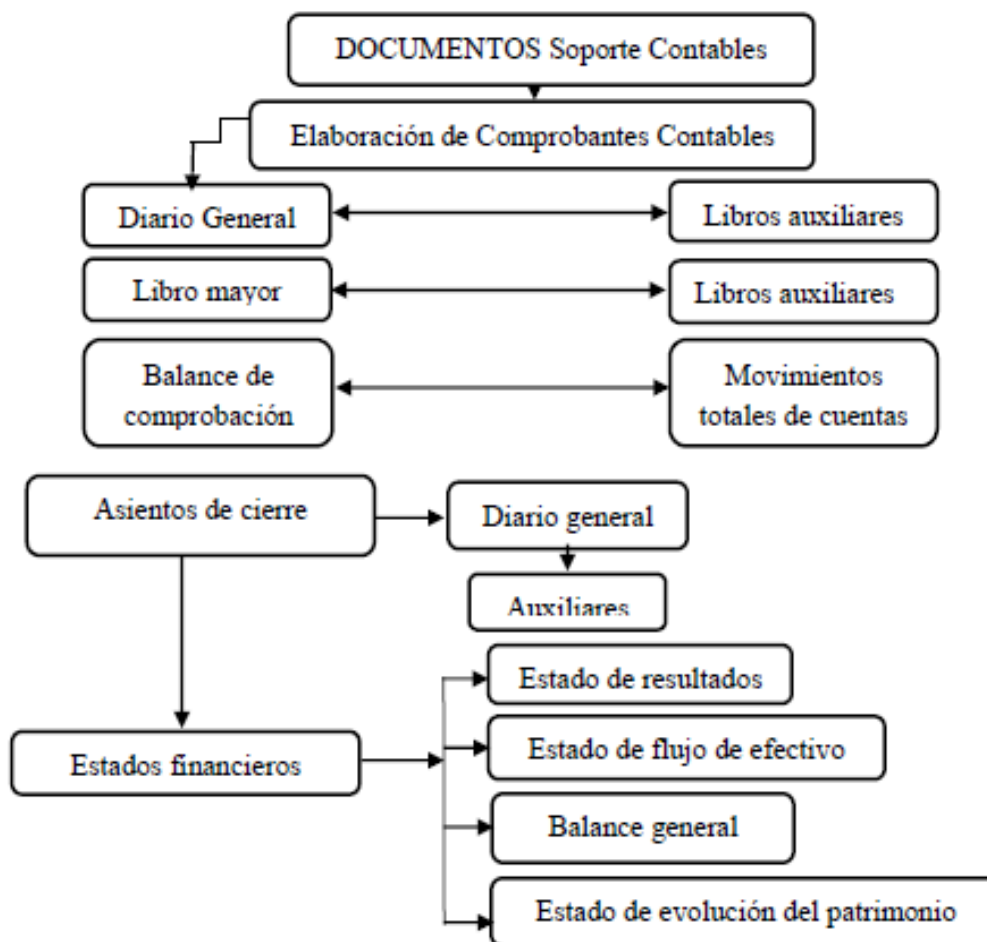 DOCUMENTOS Soporte Contables
Elaboración de Comprobantes Contables
Diario General
Libros auxiliares
Libro mayor
Libros auxiliares
Balance de
comprobación
Movimientos
totales de cuentas
Asientos de cierre
Diario general
Auxiliares
Estado de resultados
Estados financieros
Estado de flujo de efectivo
Balance general
Estado de evolución del patrimonio